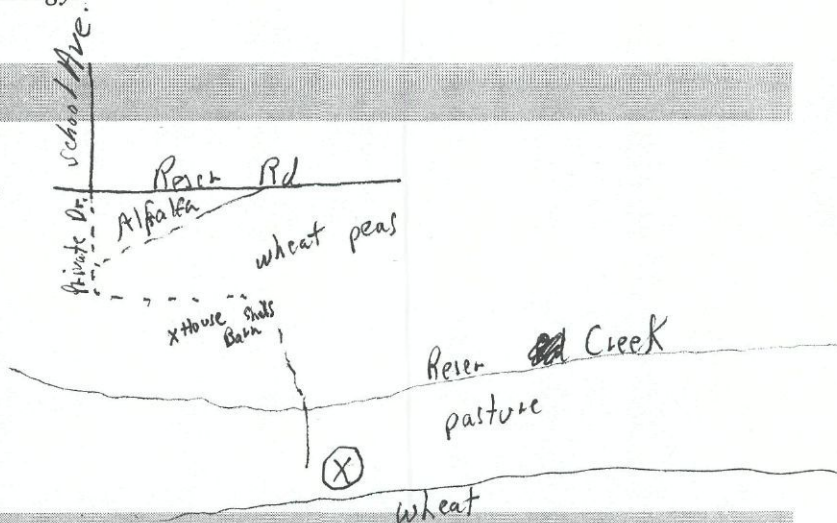 School Ave.
Reser Rd
Private Dr.
Alfalfa
wheat peas
X House Sheds
Barn
Reser Creek
pasture
X
wheat